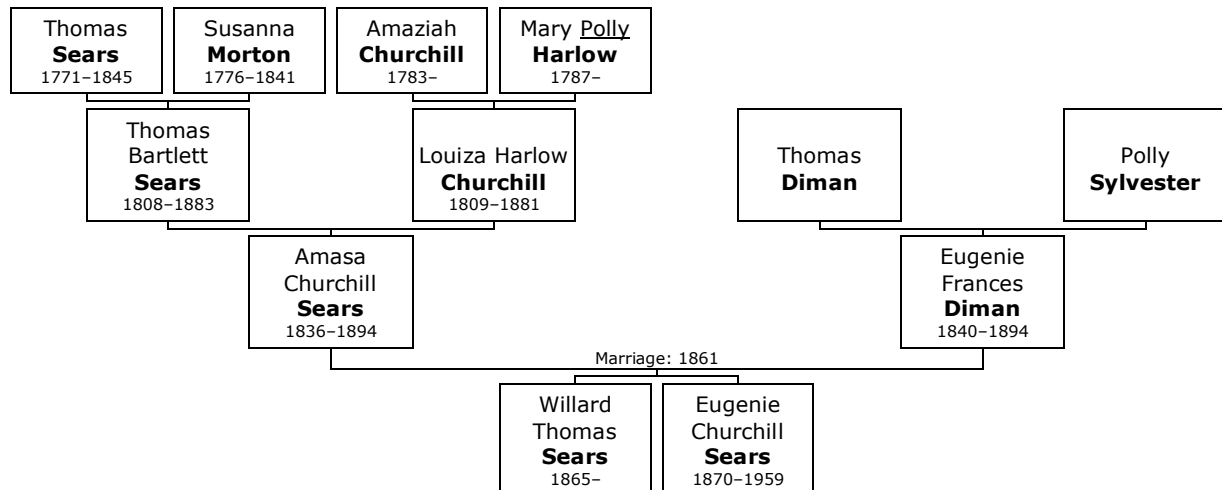 Thomas
Sears
1771–1845
Susanna
Morton
1776–1841
Amaziah
Churchill
1783–
Mary Polly
Harlow
1787–
Thomas
Bartlett
Sears
1808–1883
Louiza Harlow
Churchill
1809–1881
Thomas
Diman
Polly
Sylvester
Amasa
Churchill
Sears
1836–1894
Eugenie
Frances
Diman
1840–1894
Marriage: 1861
Willard
Thomas
Sears
1865–
Eugenie
Churchill
Sears
1870–1959